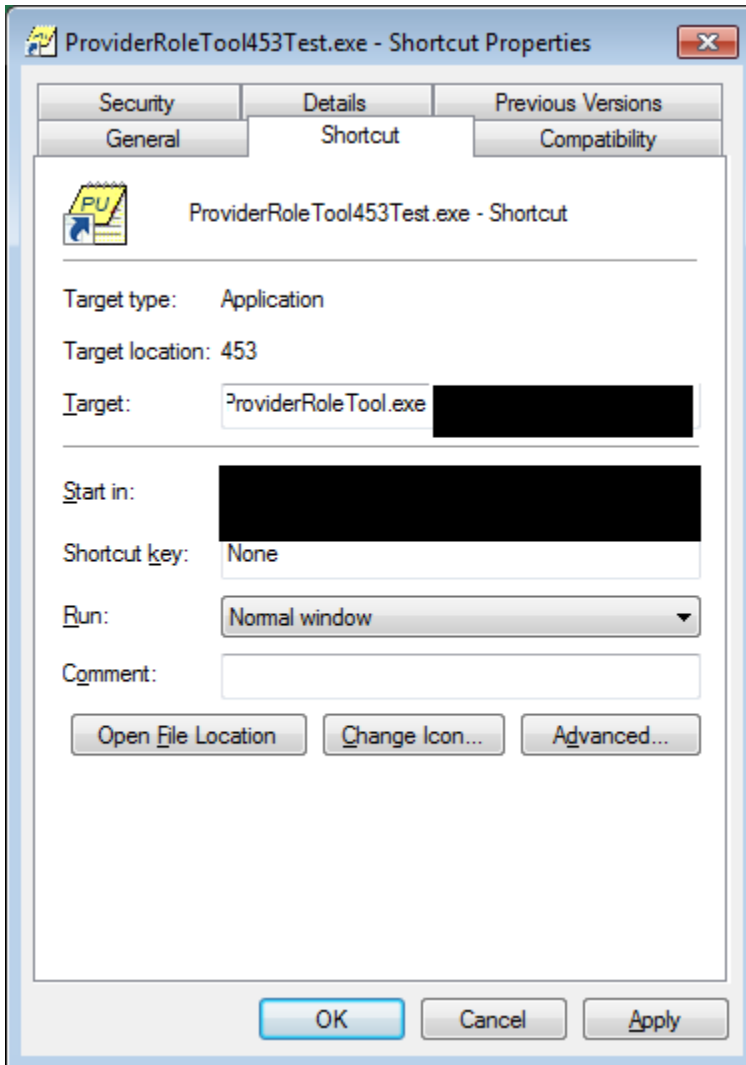 ProviderRoleTool453Test.exe - Shortcut Properties
Security Details Previous Versions
General Shortcut Compatibility
PU
ProviderRoleTool453Test.exe - Shortcut
Target type: Application
Target location: 453
Target: ProviderRoleTool.exe
Start in:
Shortcut key: None
Run: Normal window
Comment:
Open File Location Change Icon... Advanced...
OK Cancel Apply